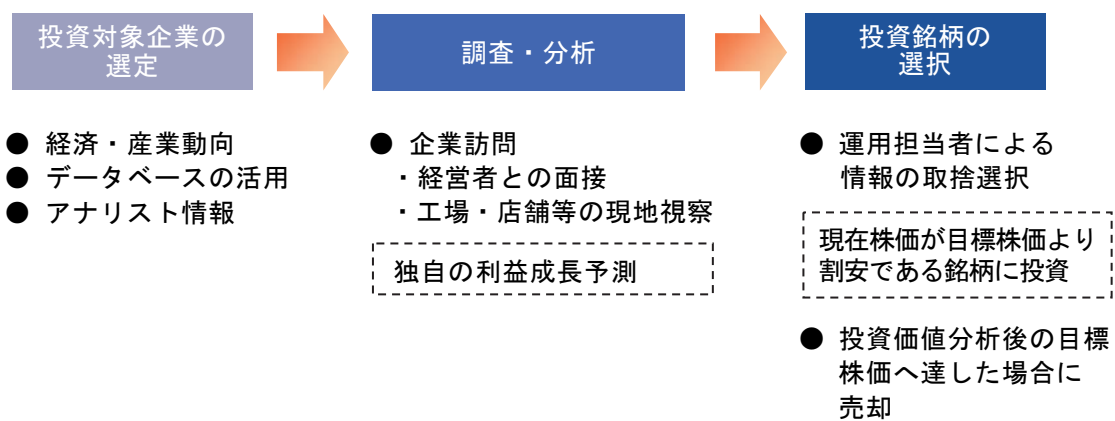 投資対象企業の
選定
調査・分析
投資銘柄の
選択
● 経済・産業動向
● データベースの活用
● アナリスト情報
● 企業訪問
・経営者との面接
・工場・店舗等の現地視察
独自の利益成長予測
● 運用担当者による
情報の取捨選択
現在株価が目標株価より
割安である銘柄に投資
● 投資価値分析後の目標
株価へ達した場合に
売却